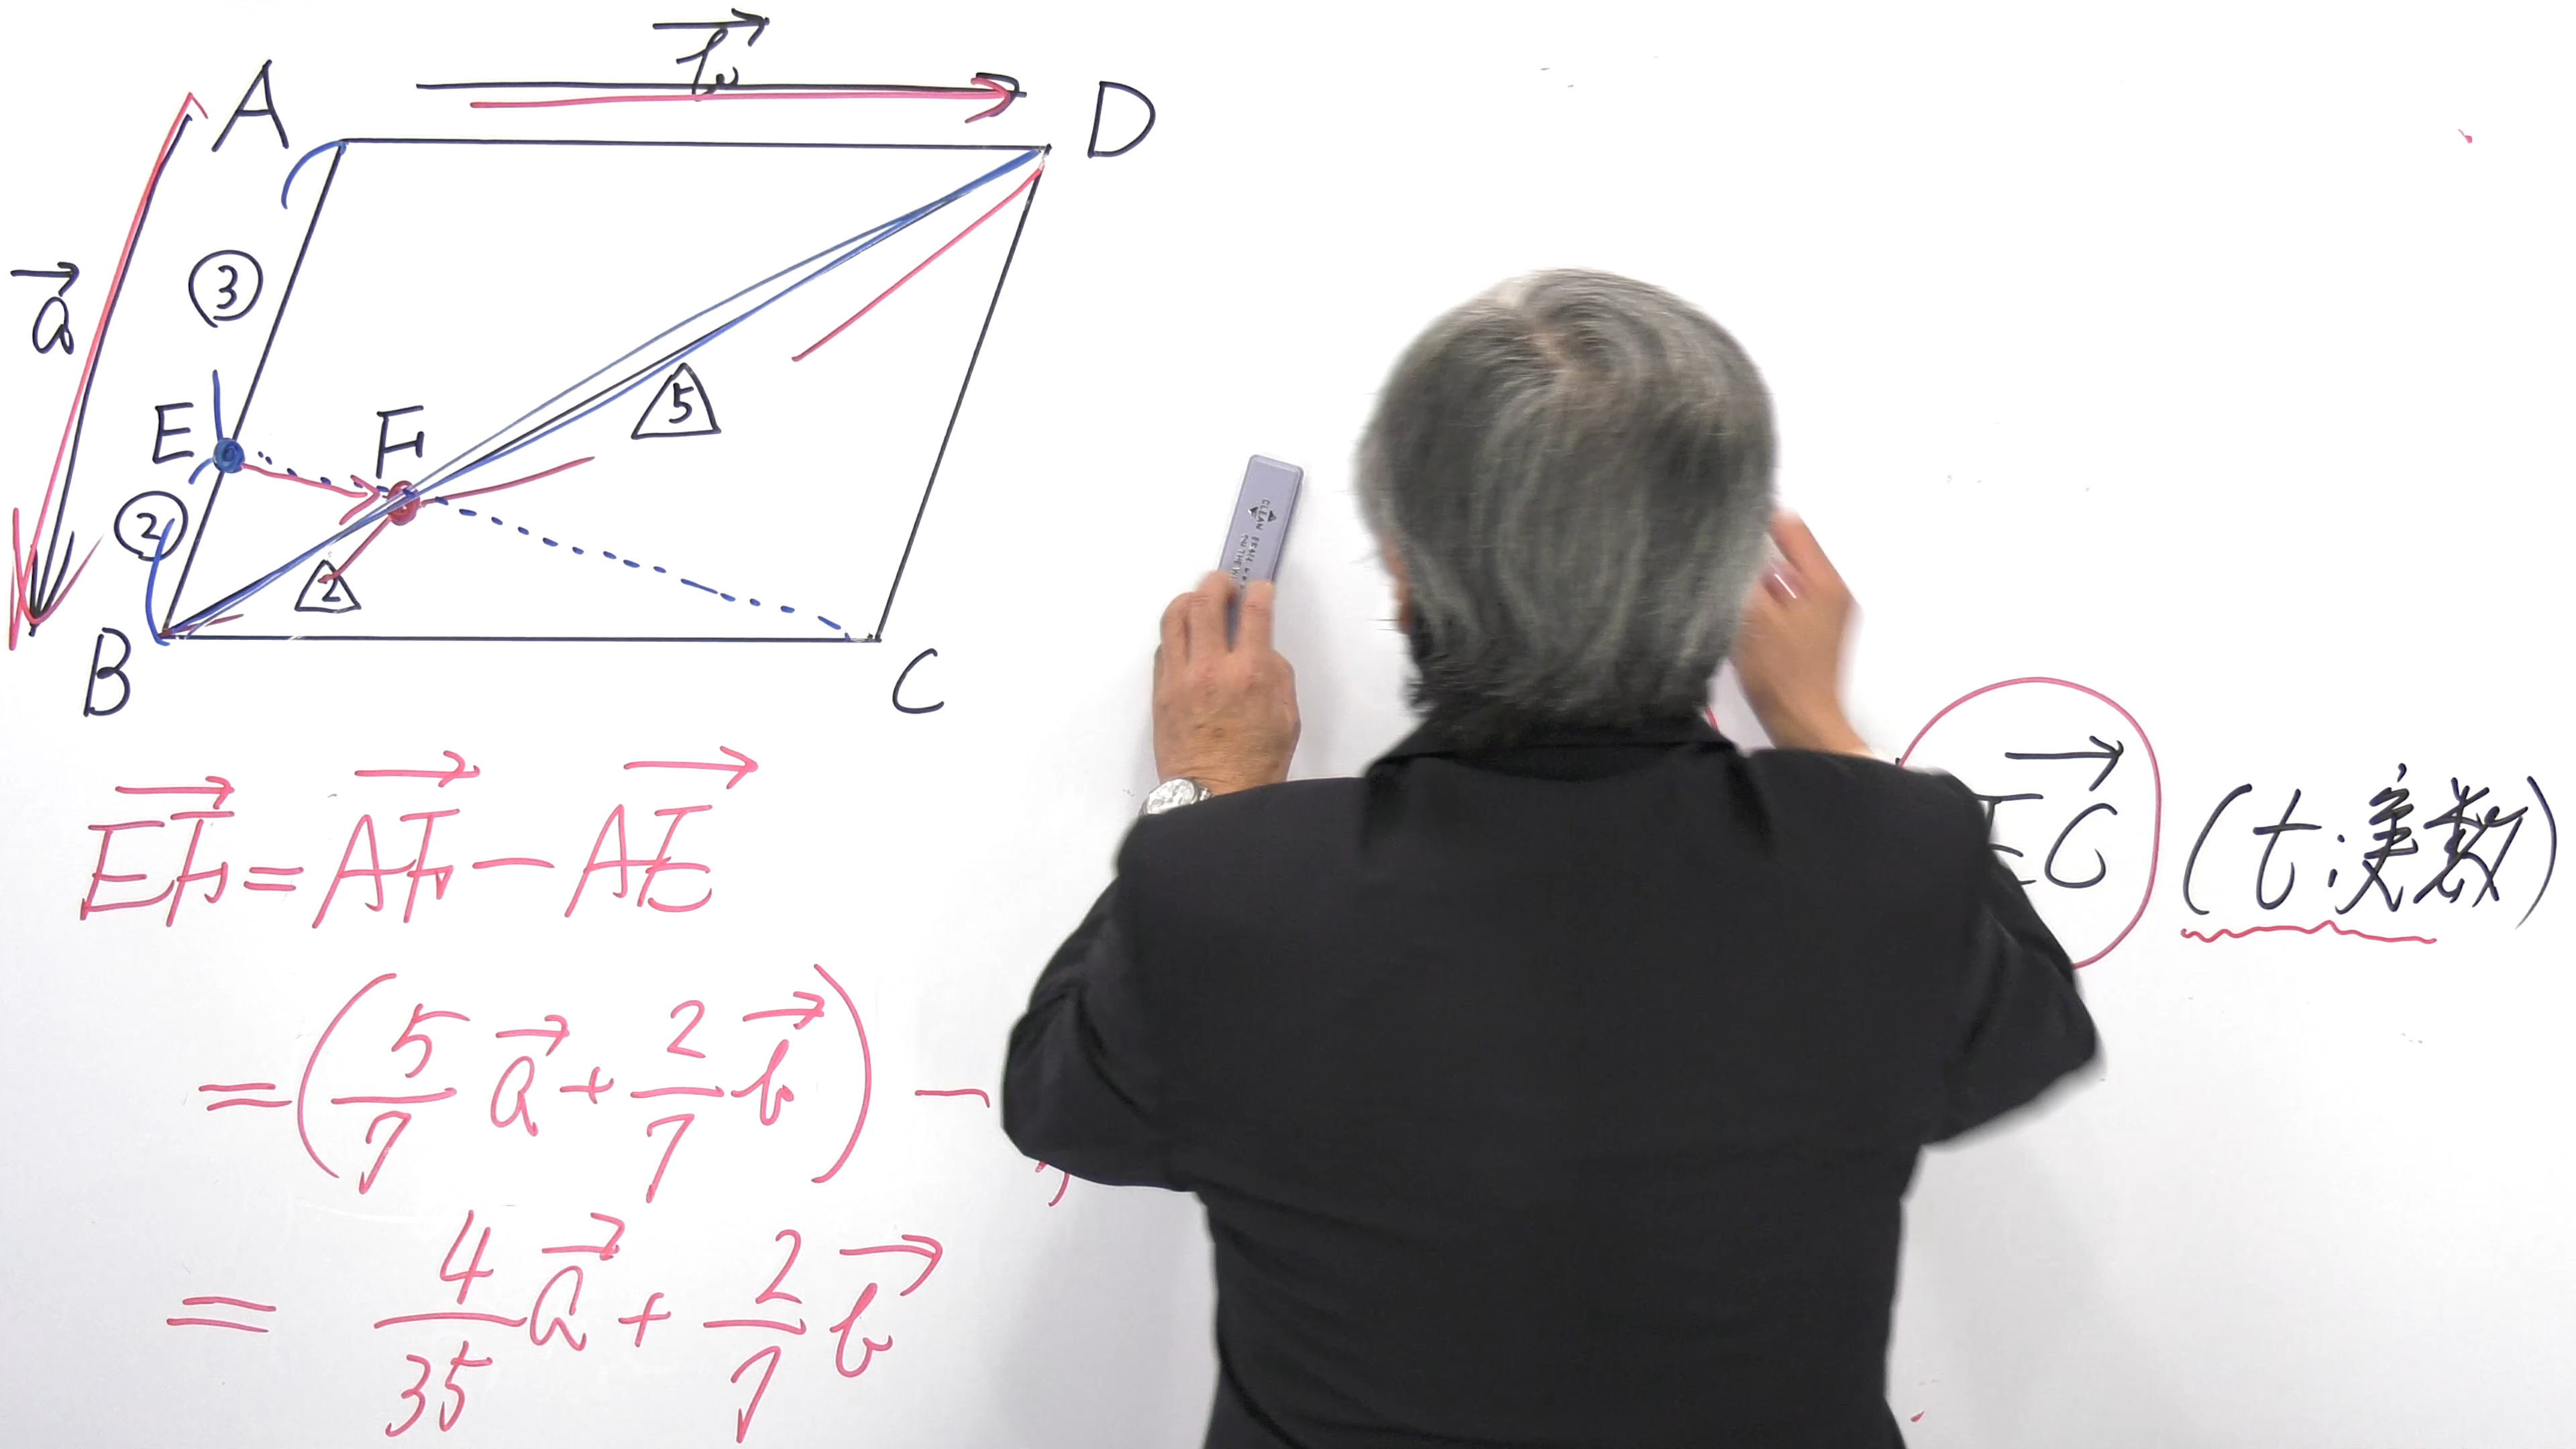 b→
A
D
a→
③
E
F
5
②
2
B
C
EF→ = AF→ − AE→
EC→ (t:実数)
= (5/7 a→ + 2/7 b→) −
= 4/35 a→ + 2/7 b→